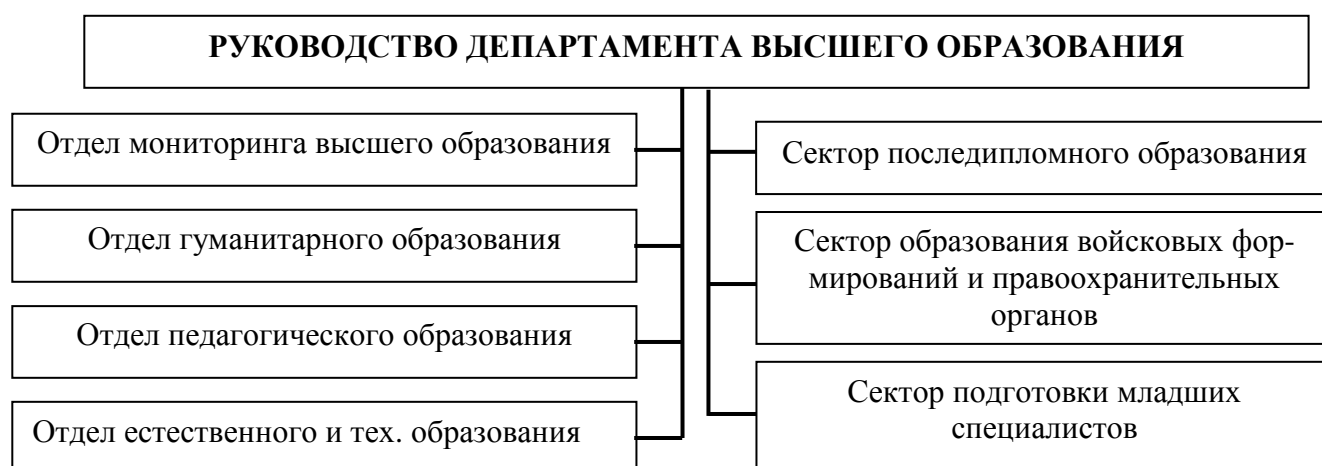 РУКОВОДСТВО ДЕПАРТАМЕНТА ВЫСШЕГО ОБРАЗОВАНИЯ
Отдел мониторинга высшего образования
Отдел гуманитарного образования
Отдел педагогического образования
Отдел естественного и тех. образования
Сектор последипломного образования
Сектор образования войсковых фор-
мирований и правоохранительных
органов
Сектор подготовки младших
специалистов